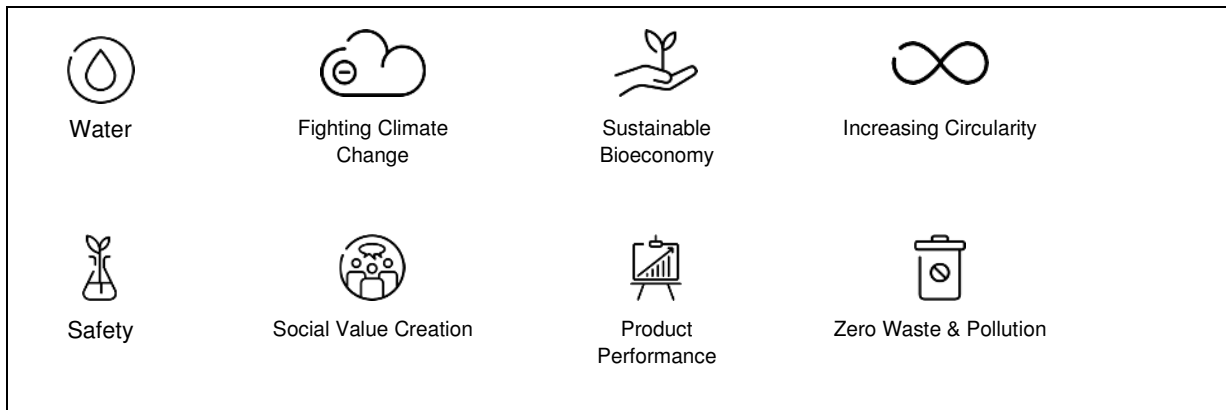 Water
Fighting Climate
Change
Sustainable
Bioeconomy
Increasing Circularity
Safety
Social Value Creation
Product
Performance
Zero Waste & Pollution